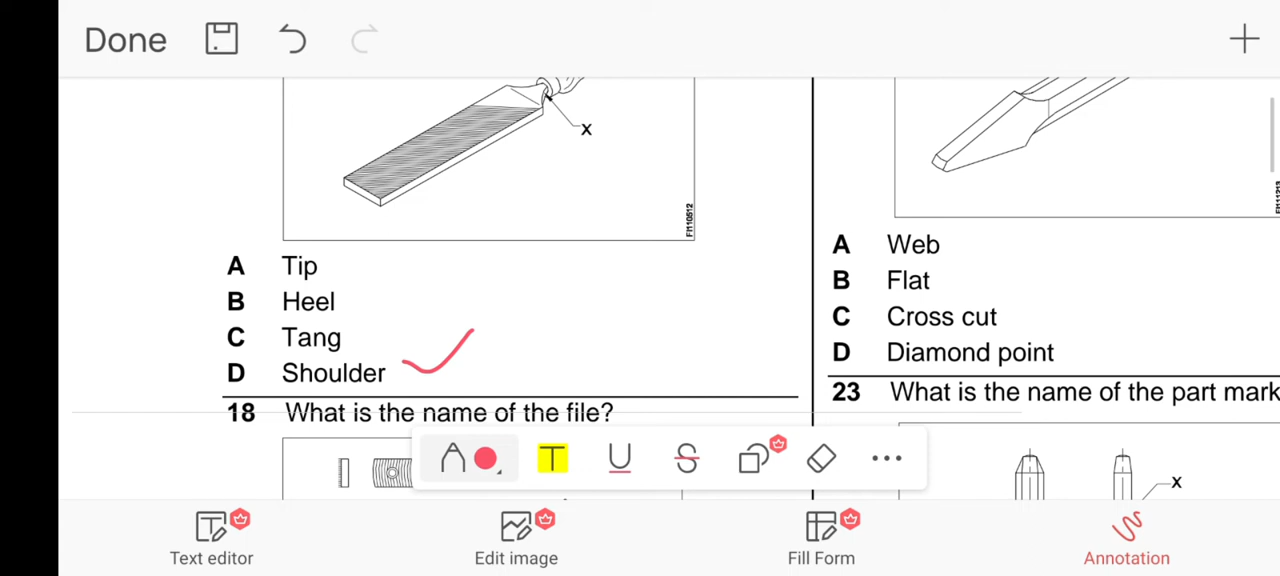 Done
X
FI110512
A Tip
B Heel
C Tang
D Shoulder
18 What is the name of the file?
A Web
B Flat
C Cross cut
D Diamond point
23 What is the name of the part mark
X
T
U
S
Text editor
Edit image
Fill Form
Annotation